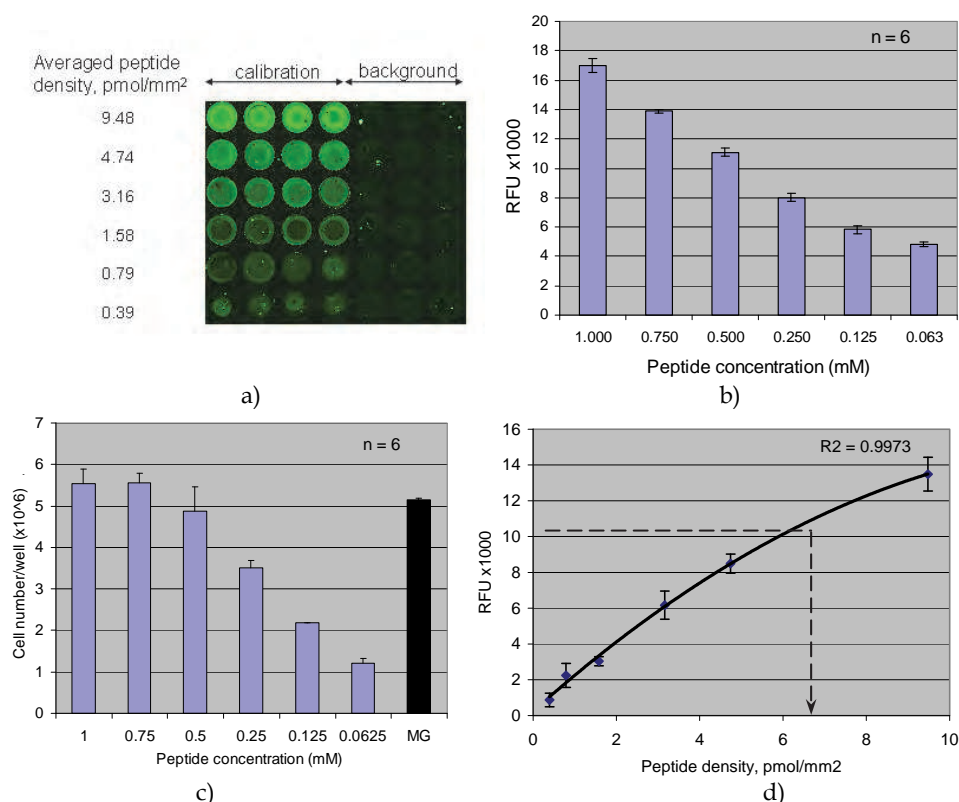 Averaged peptide
density, pmol/mm²
calibration
background
9.48
4.74
3.16
1.58
0.79
0.39
a)
20
18
16
14
12
10
8
6
4
2
0
RFU x1000
n = 6
1.000 0.750 0.500 0.250 0.125 0.063
Peptide concentration (mM)
b)
7
6
5
4
3
2
1
0
Cell number/well (x10^6)
n = 6
1 0.75 0.5 0.25 0.125 0.0625 MG
Peptide concentration (mM)
c)
16
14
12
10
8
6
4
2
0
RFU x1000
R2 = 0.9973
0 2 4 6 8 10
Peptide density, pmol/mm2
d)